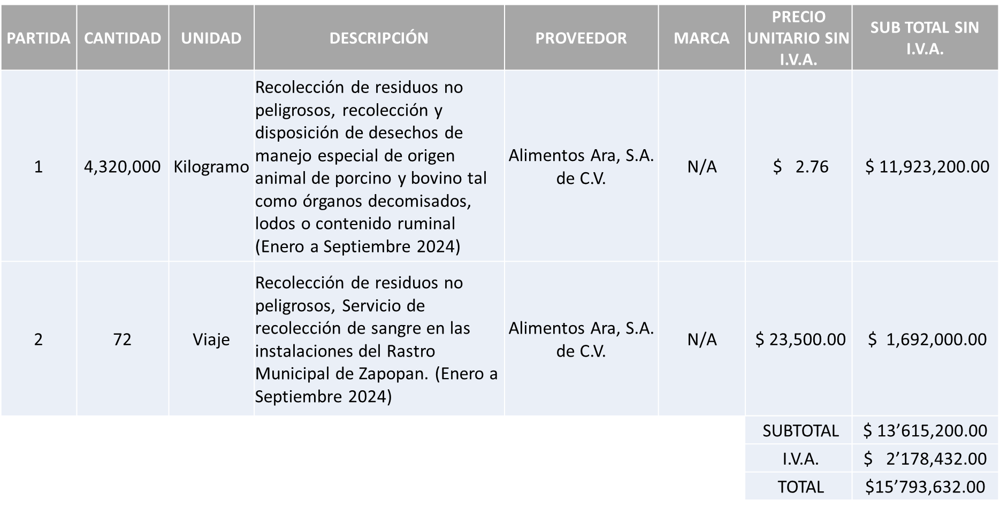 PARTIDA CANTIDAD UNIDAD DESCRIPCIÓN PROVEEDOR MARCA PRECIO UNITARIO SIN I.V.A. SUB TOTAL SIN I.V.A.
1 4,320,000 Kilogramo
Recolección de residuos no
peligrosos, recolección y
disposición de desechos de
manejo especial de origen
animal de porcino y bovino tal
como órganos decomisados,
lodos o contenido ruminal
(Enero a Septiembre 2024)
Alimentos Ara, S.A.
de C.V.
N/A $ 2.76 $ 11,923,200.00
2 72 Viaje
Recolección de residuos no
peligrosos, Servicio de
recolección de sangre en las
instalaciones del Rastro
Municipal de Zapopan. (Enero a
Septiembre 2024)
Alimentos Ara, S.A.
de C.V.
N/A $ 23,500.00 $ 1,692,000.00
SUBTOTAL $ 13’615,200.00
I.V.A. $ 2’178,432.00
TOTAL $15’793,632.00